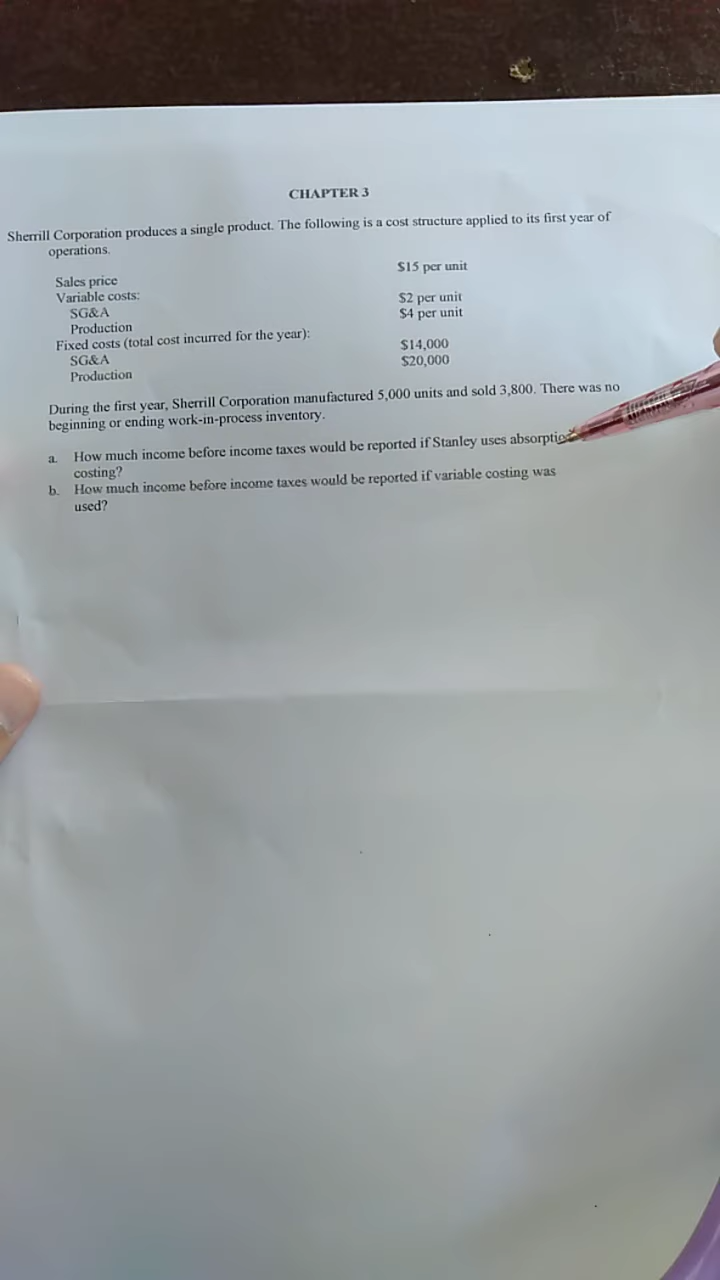 CHAPTER 3
Sherrill Corporation produces a single product. The following is a cost structure applied to its first year of
operations.
Sales price $15 per unit
Variable costs:
SG&A $2 per unit
Production $4 per unit
Fixed costs (total cost incurred for the year):
SG&A $14,000
Production $20,000
During the first year, Sherrill Corporation manufactured 5,000 units and sold 3,800. There was no
beginning or ending work-in-process inventory.
a. How much income before income taxes would be reported if Stanley uses absorption
costing?
b. How much income before income taxes would be reported if variable costing was
used?